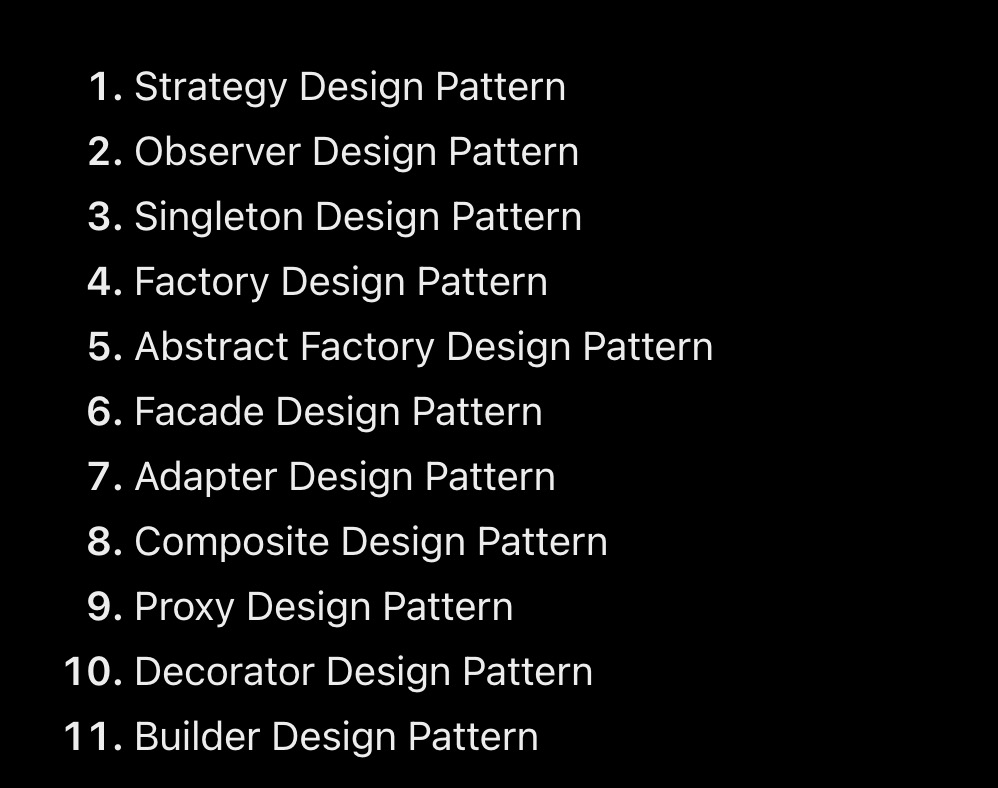 1. Strategy Design Pattern
2. Observer Design Pattern
3. Singleton Design Pattern
4. Factory Design Pattern
5. Abstract Factory Design Pattern
6. Facade Design Pattern
7. Adapter Design Pattern
8. Composite Design Pattern
9. Proxy Design Pattern
10. Decorator Design Pattern
11. Builder Design Pattern